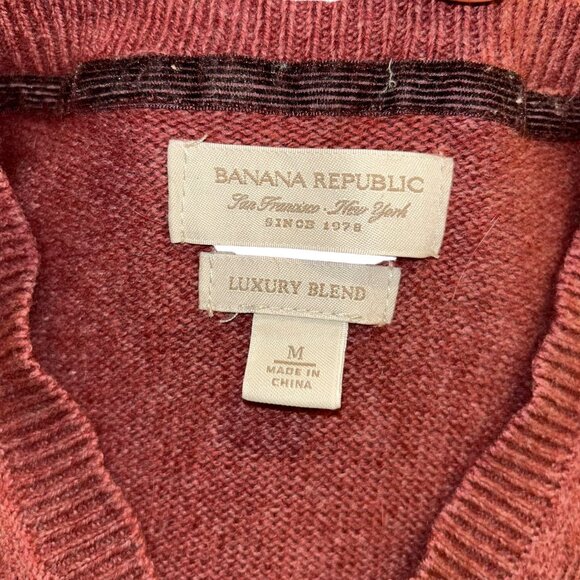 BANANA REPUBLIC
San Francisco - New York
SINCE 1978
LUXURY BLEND
M
MADE IN
CHINA